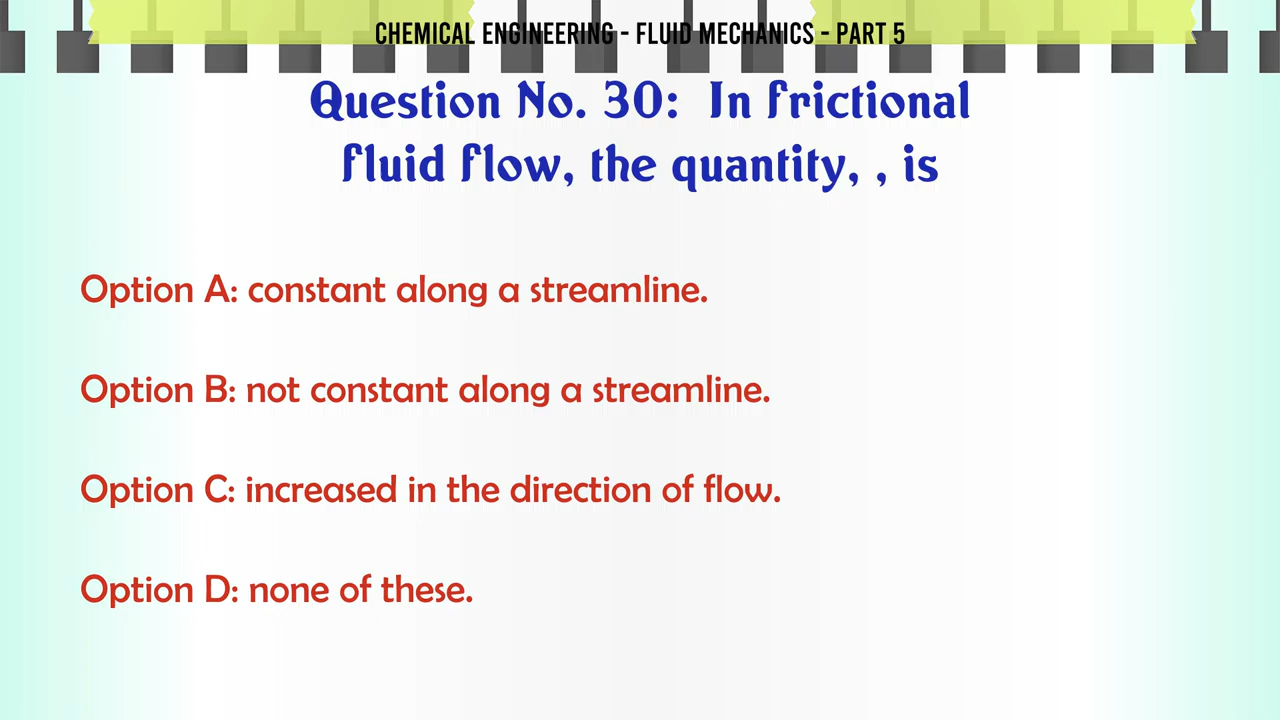 CHEMICAL ENGINEERING - FLUID MECHANICS - PART 5
Question No. 30: In frictional
fluid flow, the quantity, , is
Option A: constant along a streamline.
Option B: not constant along a streamline.
Option C: increased in the direction of flow.
Option D: none of these.